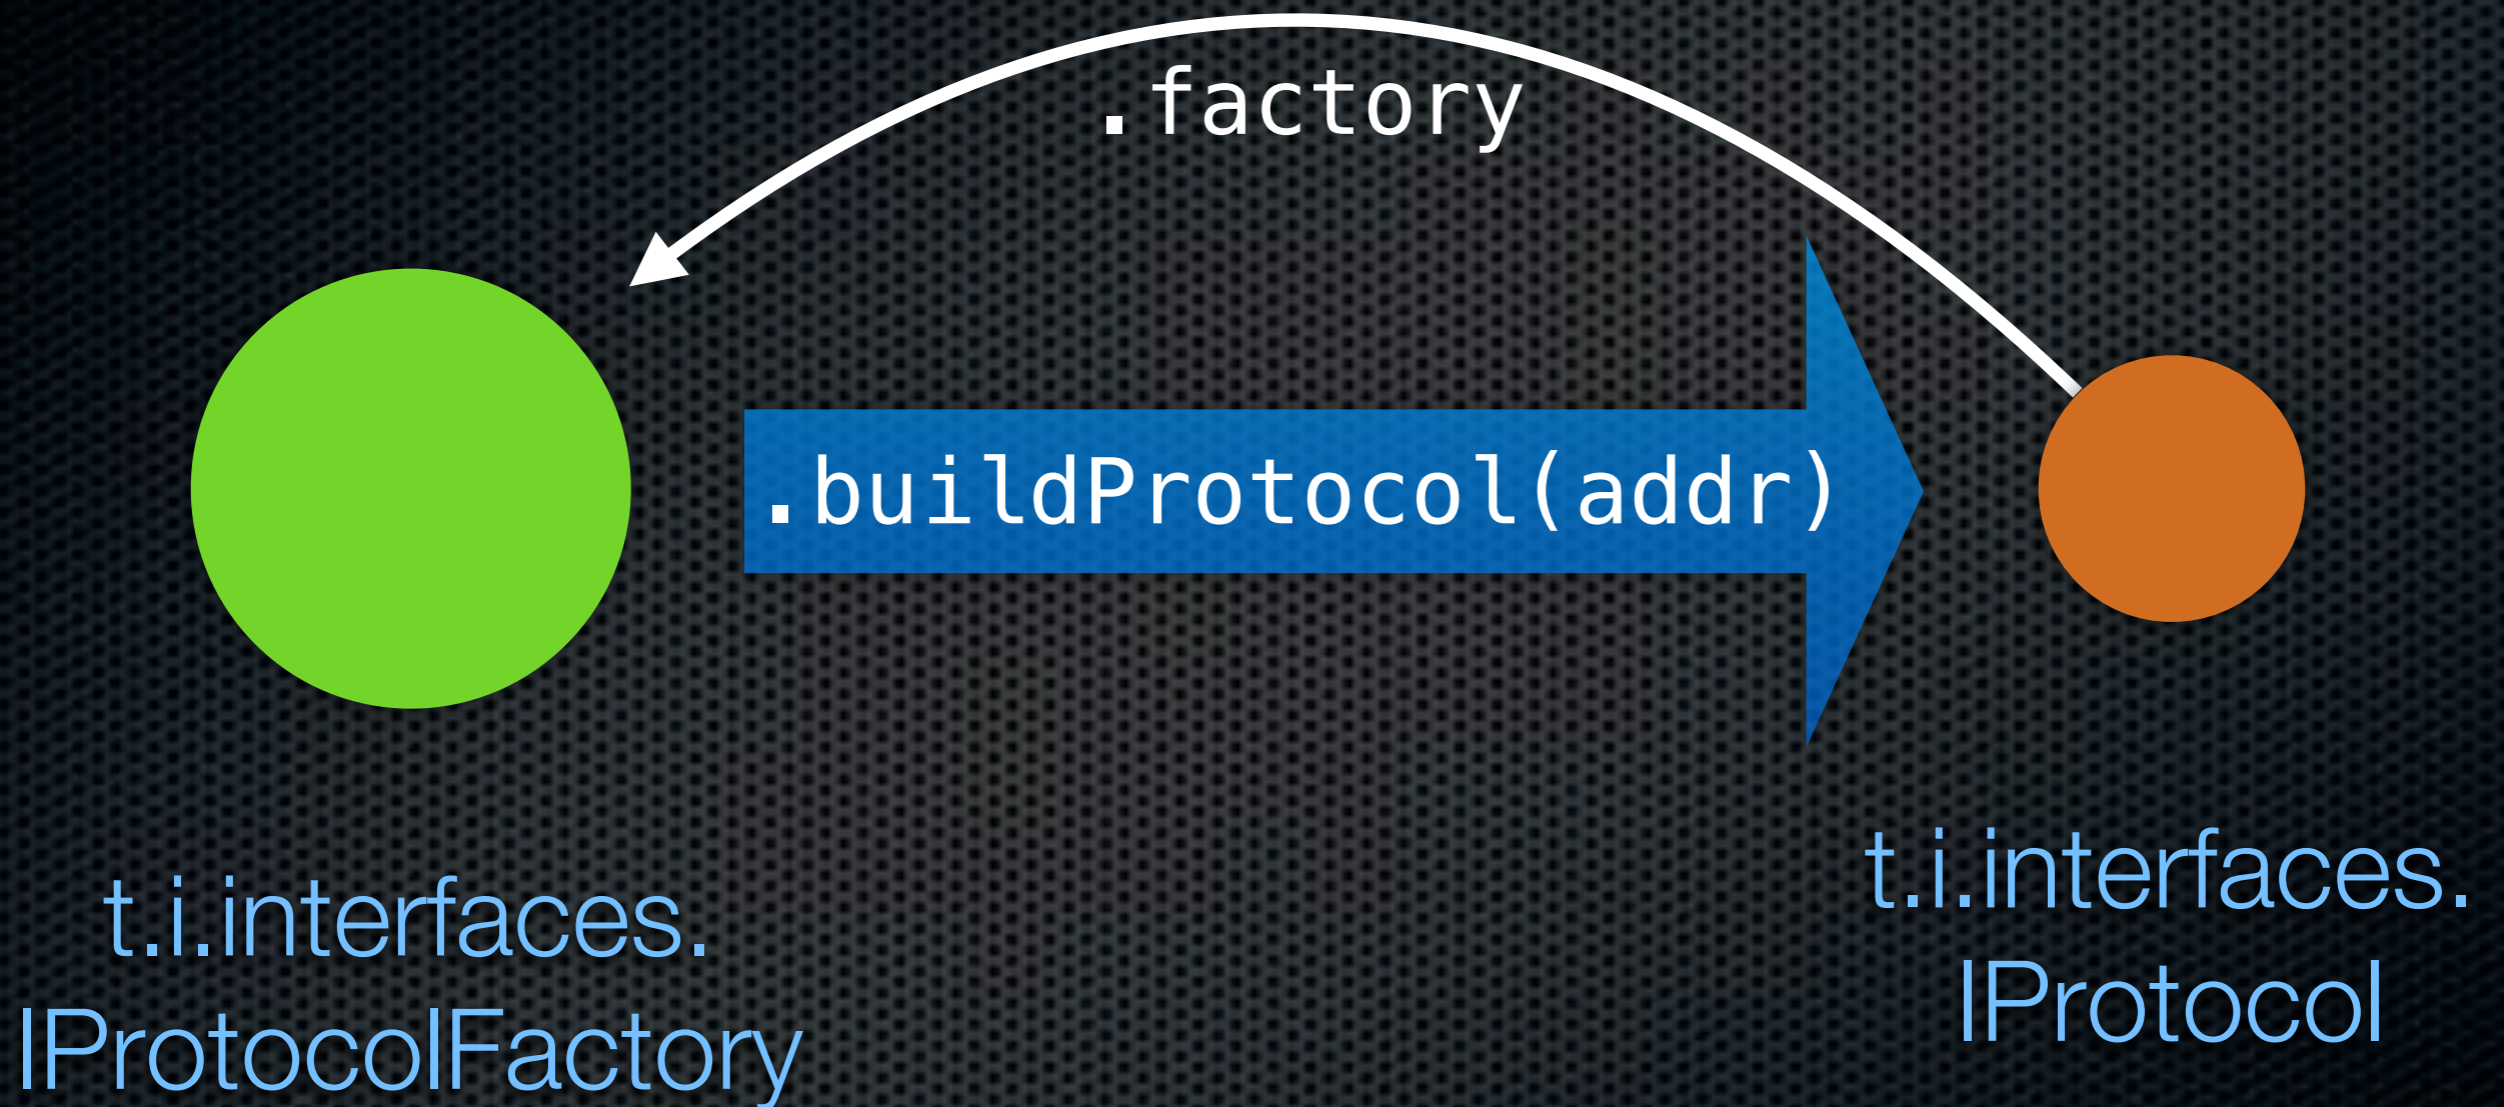 .factory
.buildProtocol(addr)
t.i.interfaces.
IProtocolFactory
t.i.interfaces.
IProtocol